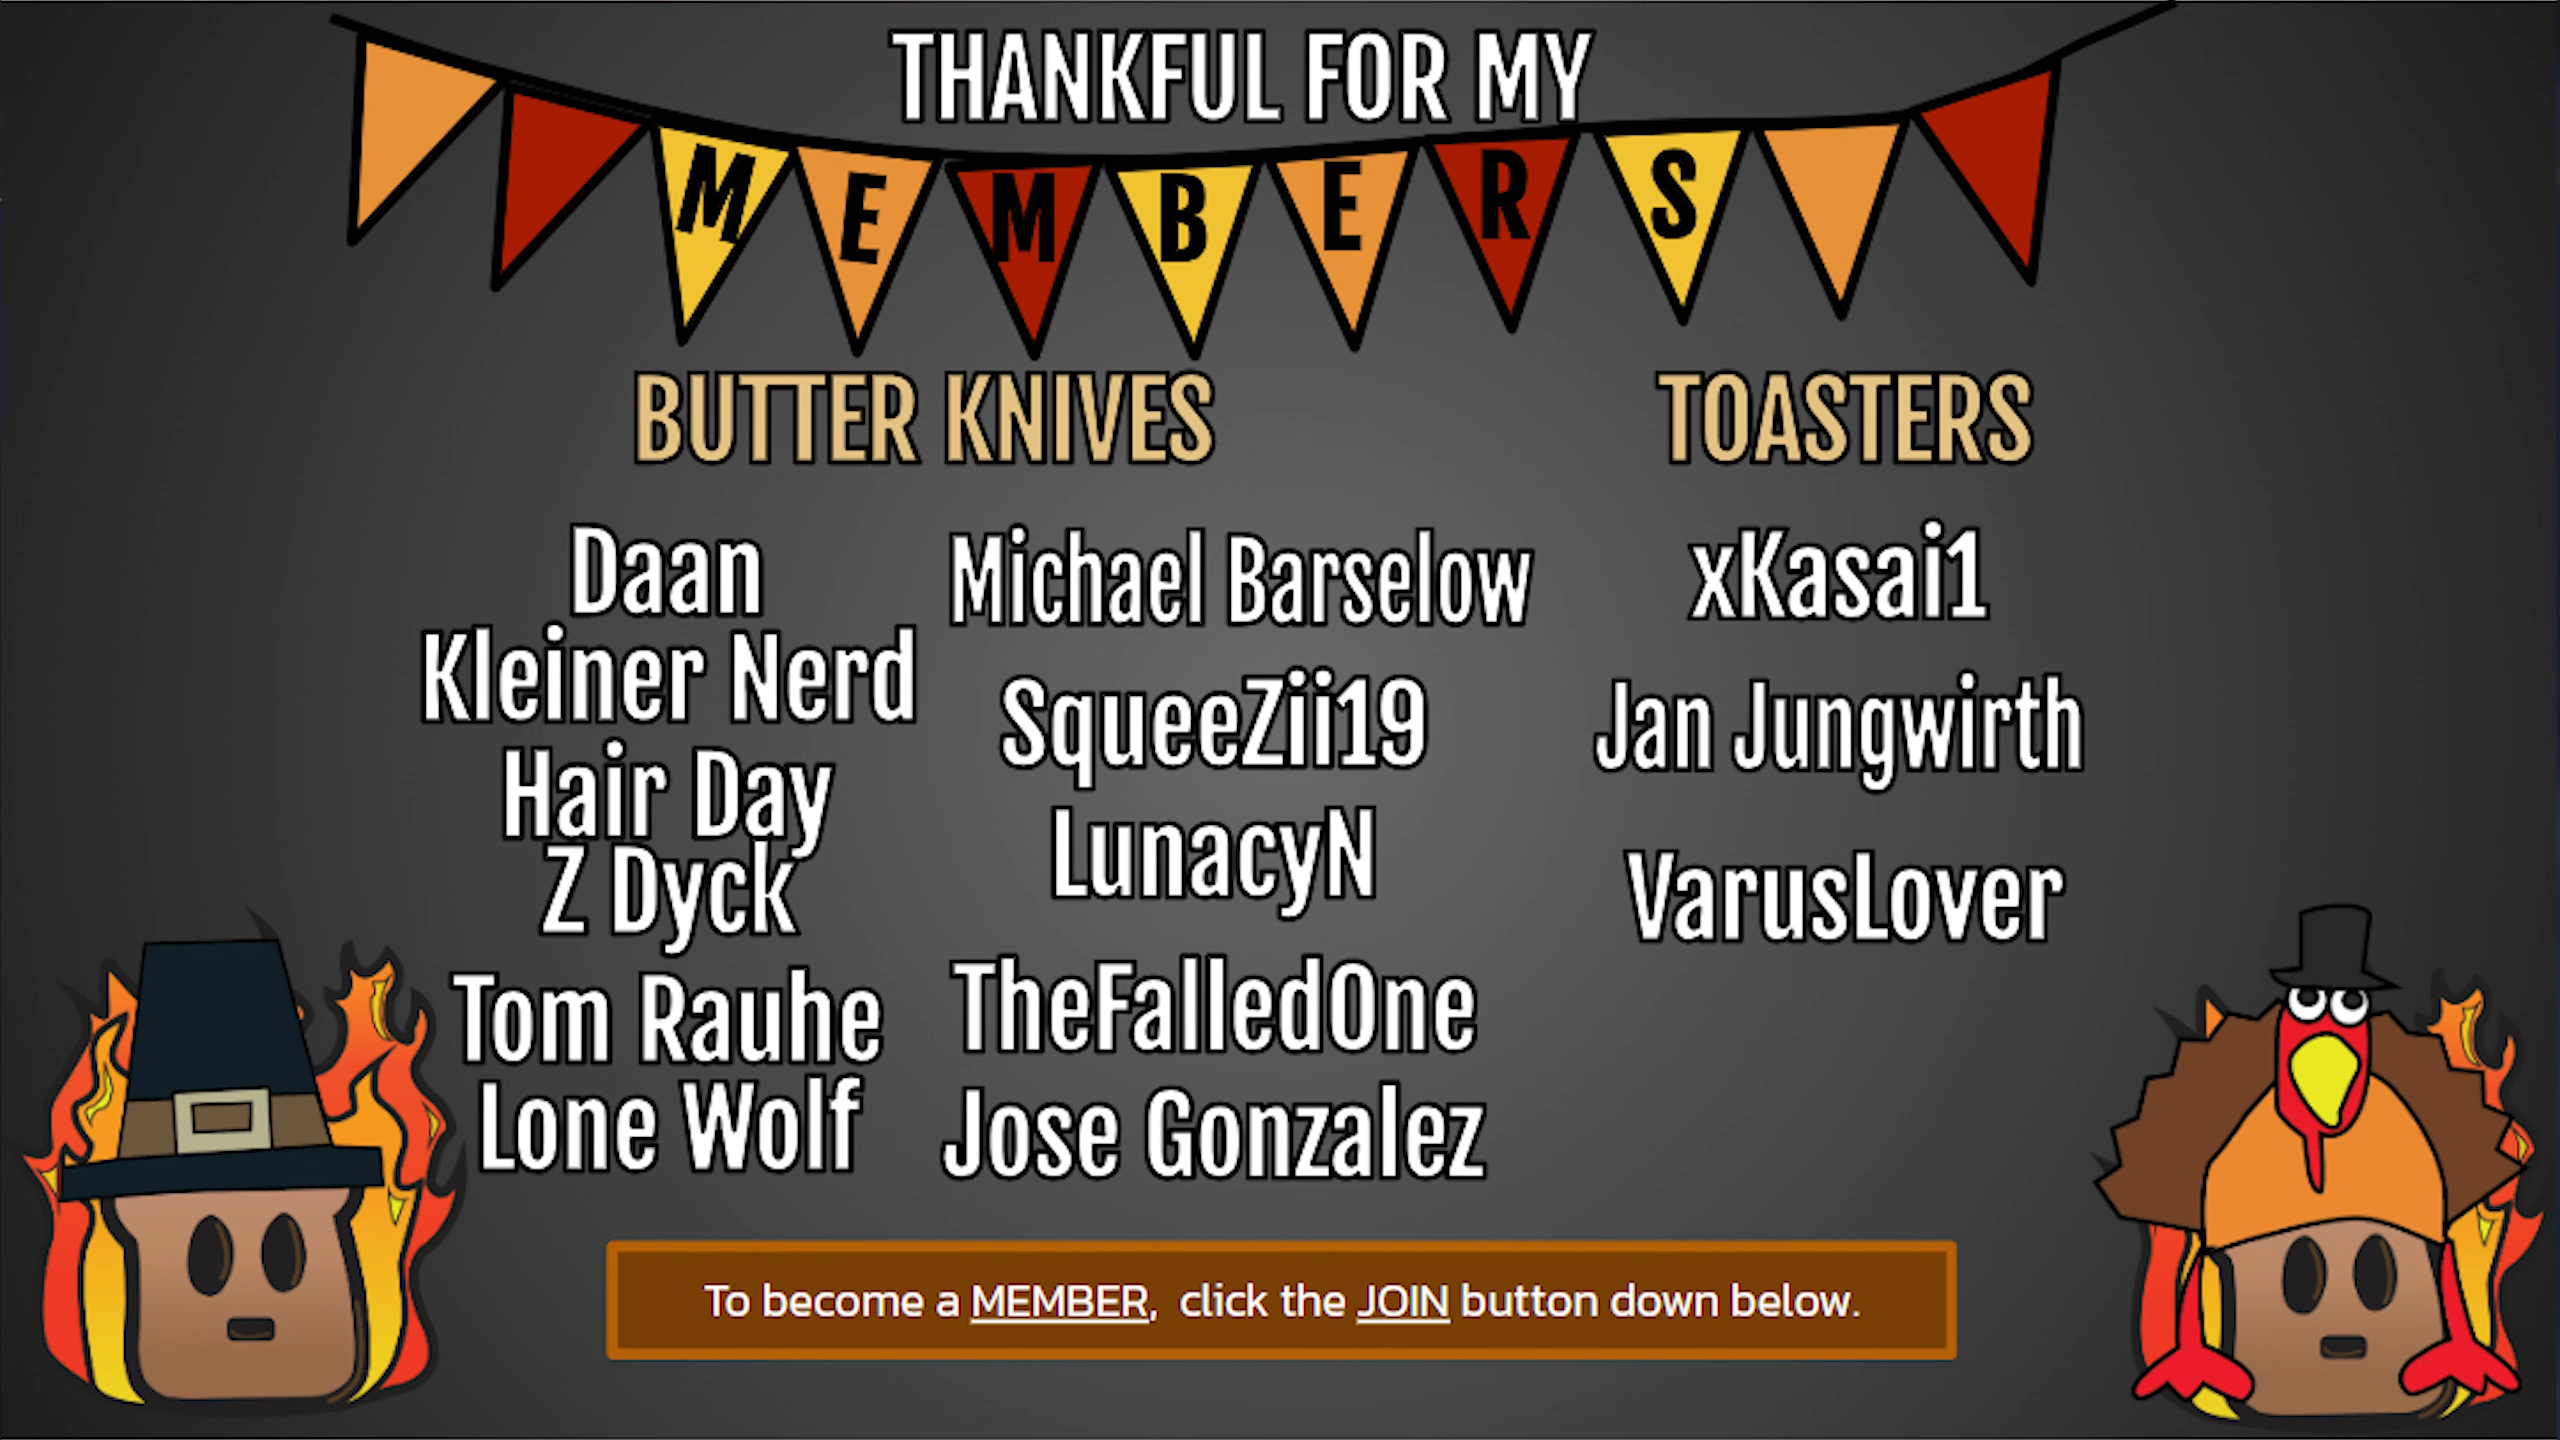 THANKFUL FOR MY
MEMBERS
BUTTER KNIVES
Daan
Kleiner Nerd
Hair Day
Z Dyck
Tom Rauhe
Lone Wolf
Michael Barselow
SqueeZii19
LunacyN
TheFalledOne
Jose Gonzalez
TOASTERS
xKasai1
Jan Jungwirth
VarusLover
To become a MEMBER, click the JOIN button down below.